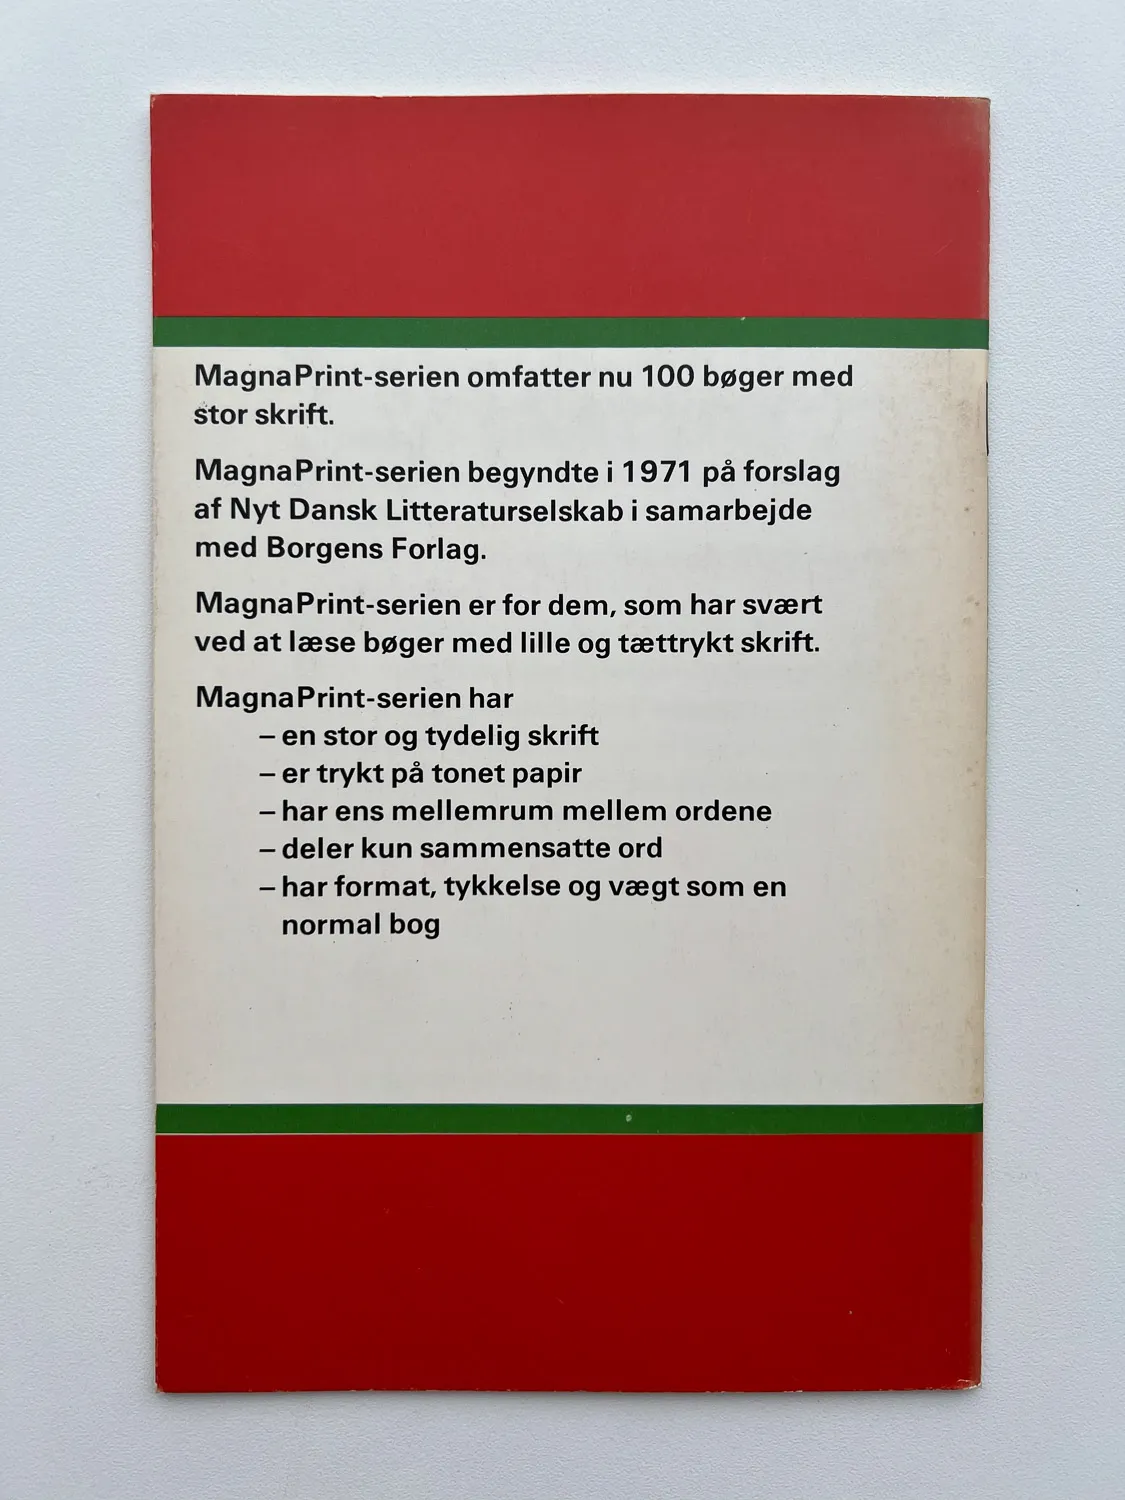 MagnaPrint-serien omfatter nu 100 bøger med
stor skrift.
MagnaPrint-serien begyndte i 1971 på forslag
af Nyt Dansk Litteraturselskab i samarbejde
med Borgens Forlag.
MagnaPrint-serien er for dem, som har svært
ved at læse bøger med lille og tættrykt skrift.
MagnaPrint-serien har
– en stor og tydelig skrift
– er trykt på tonet papir
– har ens mellemrum mellem ordene
– deler kun sammensatte ord
– har format, tykkelse og vægt som en
normal bog